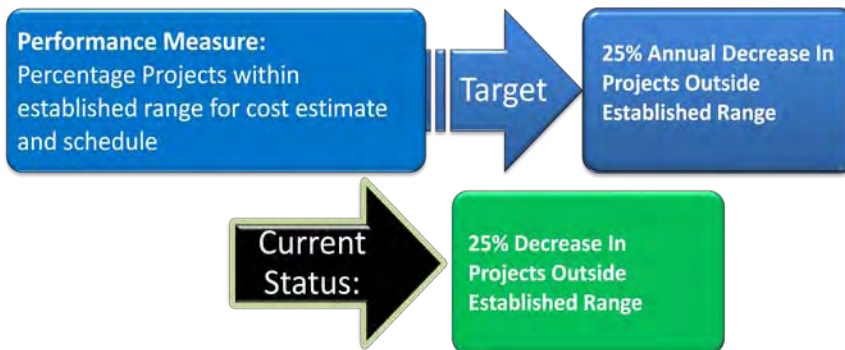 Performance Measure:
Percentage Projects within
established range for cost estimate
and schedule
Target
25% Annual Decrease In
Projects Outside
Established Range
Current
Status:
25% Decrease In
Projects Outside
Established Range